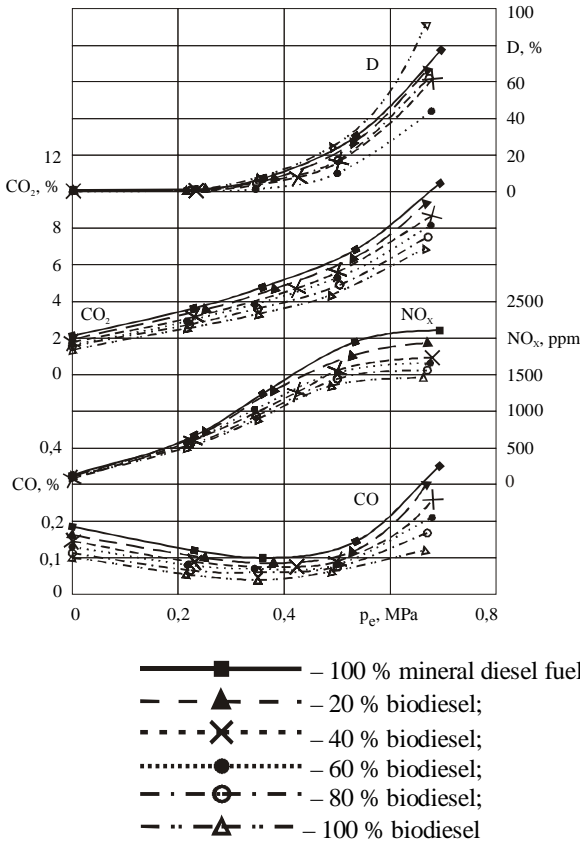 100
D, %
D
60
40
12
20
CO₂, %
0
8
6
4
CO₂
NOₓ
2500
2
NOₓ, ppm
0
1500
1000
0,4
500
CO, %
0
CO
0,2
0,1
0
0
0,2
0,4
pₑ, MPa
0,8
– 100 % mineral diesel fuel
– 20 % biodiesel;
– 40 % biodiesel;
– 60 % biodiesel;
– 80 % biodiesel;
– 100 % biodiesel